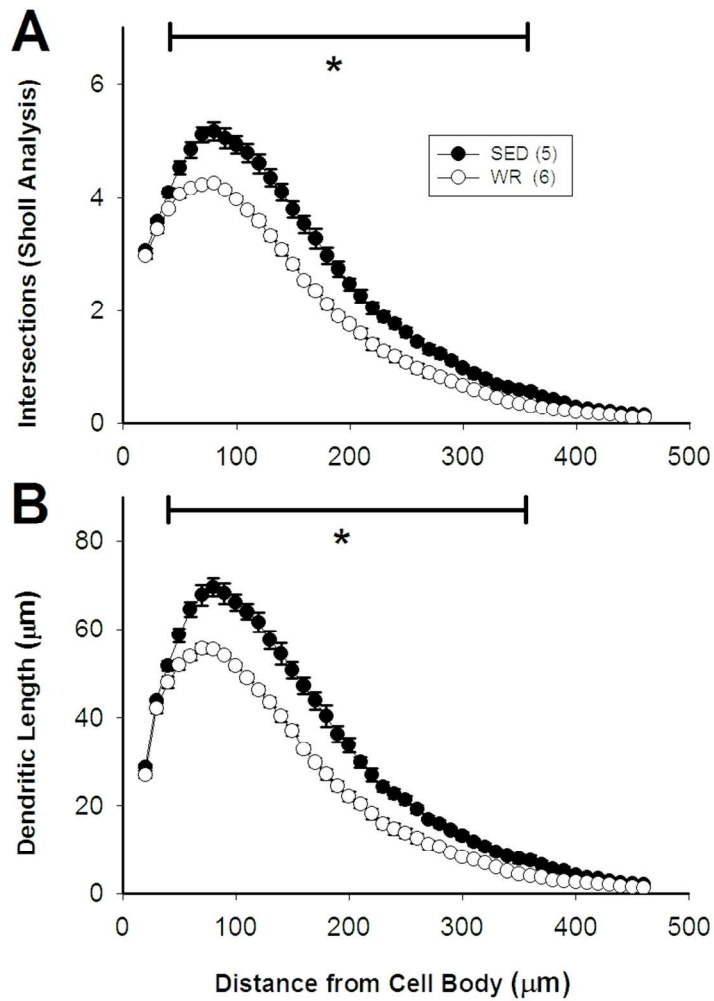 A
*
Intersections (Sholl Analysis)
6
4
2
0
SED (5)
WR (6)
0 100 200 300 400 500
B
*
Dendritic Length (μm)
80
60
40
20
0
0 100 200 300 400 500
Distance from Cell Body (μm)